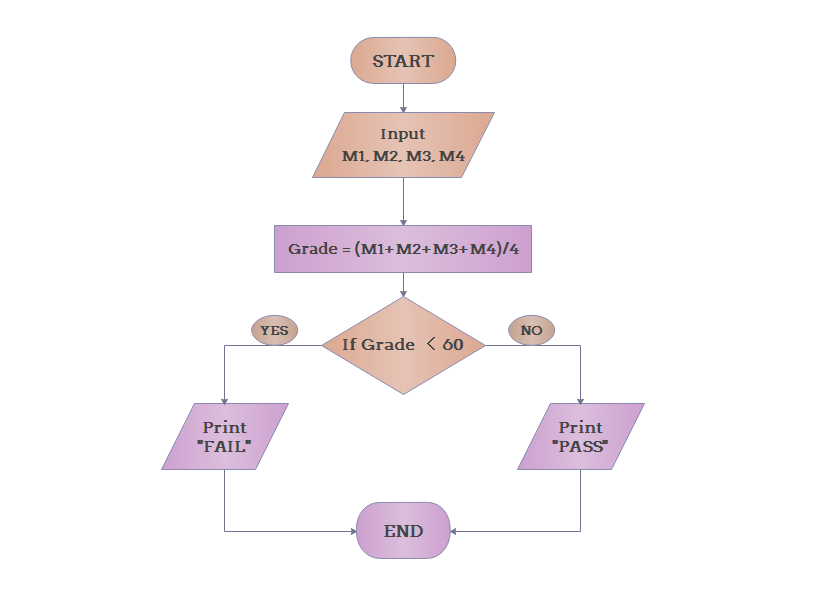 START
Input
M1, M2, M3, M4
Grade = (M1+M2+M3+M4)/4
YES
NO
If Grade < 60
Print
"FAIL"
Print
"PASS"
END